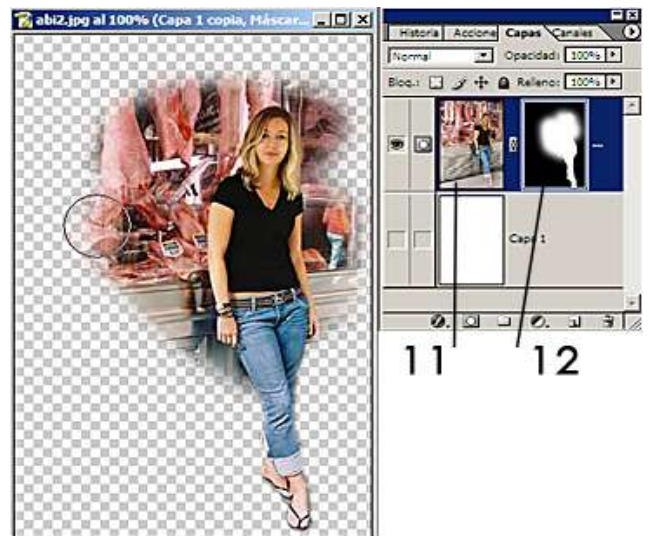 abi2.jpg al 100% (Capa 1 copia, Máscar...
Historia Accione Capas Canales
Normal Opacidad: 100%
Bloq.: Relleno: 100%
Capa 1
11 12